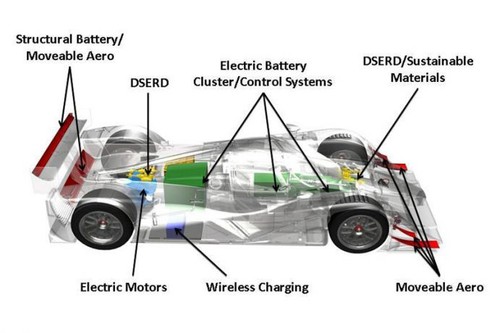 Structural Battery/
Moveable Aero
DSERD
Electric Battery
Cluster/Control Systems
DSERD/Sustainable
Materials
Electric Motors
Wireless Charging
Moveable Aero